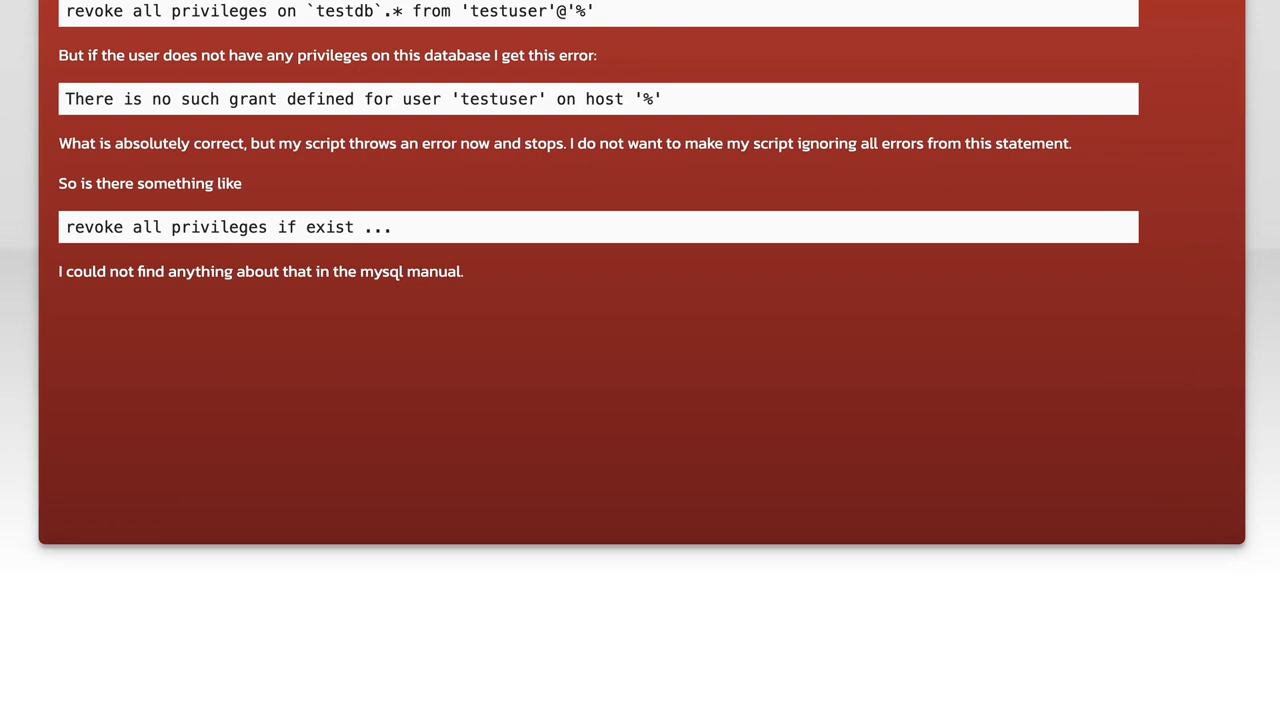 revoke all privileges on `testdb`.* from 'testuser'@'%'
But if the user does not have any privileges on this database I get this error:
There is no such grant defined for user 'testuser' on host '%'
What is absolutely correct, but my script throws an error now and stops. I do not want to make my script ignoring all errors from this statement.
So is there something like
revoke all privileges if exist ...
I could not find anything about that in the mysql manual.